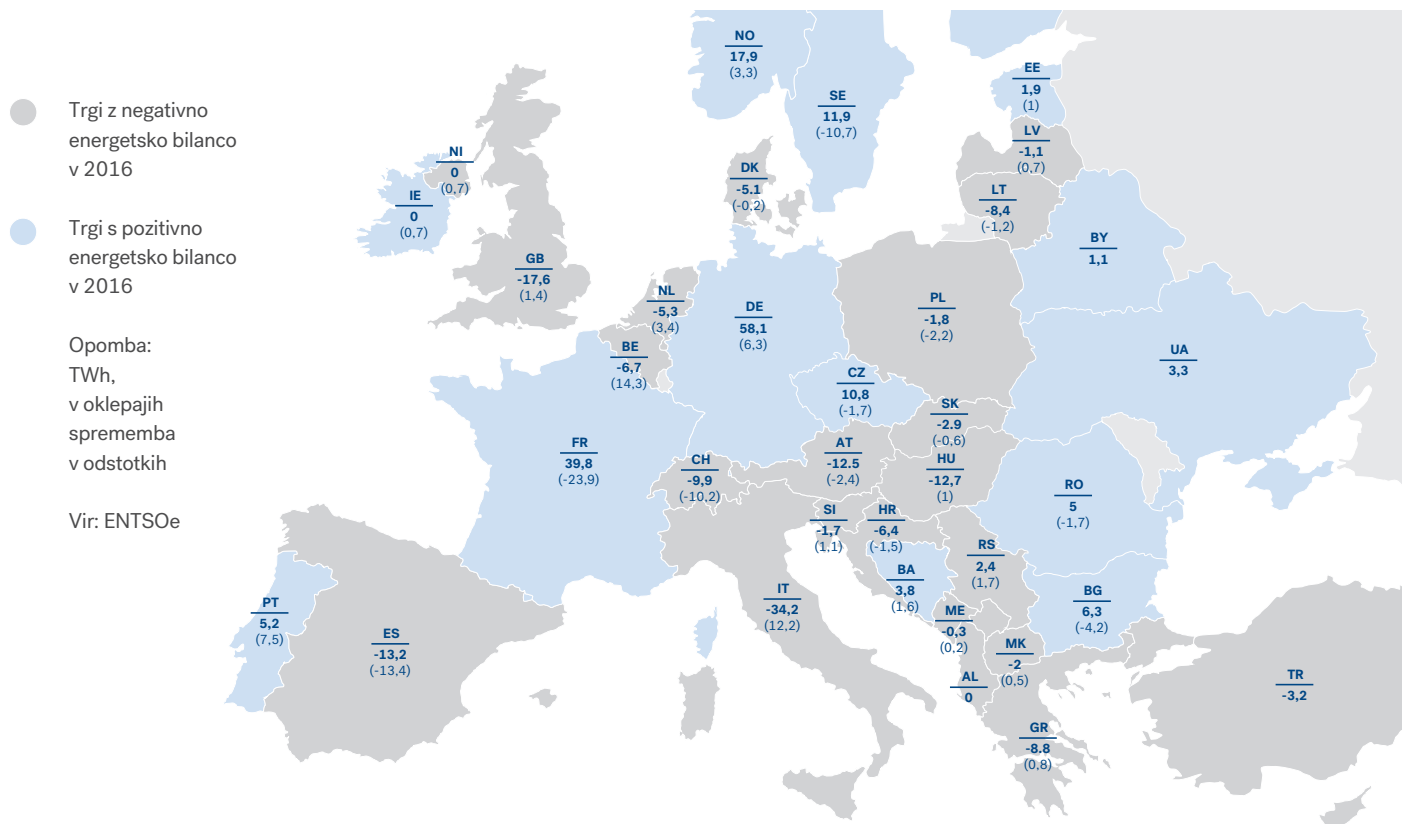 Trgi z negativno
energetsko bilanco
v 2016
Trgi s pozitivno
energetsko bilanco
v 2016
Opomba:
TWh,
v oklepajih
sprememba
v odstotkih
Vir: ENTSOe
NO
17,9
(3,3)
SE
11,9
(-10,7)
EE
1,9
(1)
LV
-1,1
(0,7)
LT
-8,4
(-1,2)
NI
0
(0,7)
IE
0
(0,7)
GB
-17,6
(1,4)
DK
-5.1
(-0,2)
BY
1,1
NL
-5,3
(3,4)
BE
-6,7
(14,3)
DE
58,1
(6,3)
PL
-1,8
(-2,2)
UA
3,3
CZ
10,8
(-1,7)
SK
-2.9
(-0,6)
FR
39,8
(-23,9)
CH
-9,9
(-10,2)
AT
-12.5
(-2,4)
HU
-12,7
(1)
RO
5
(-1,7)
SI
-1,7
(1,1)
HR
-6,4
(-1,5)
RS
2,4
(1,7)
BA
3,8
(1,6)
BG
6,3
(-4,2)
PT
5,2
(7,5)
ES
-13,2
(-13,4)
IT
-34,2
(12,2)
ME
-0,3
(0,2)
MK
-2
(0,5)
AL
0
TR
-3,2
GR
-8.8
(0,8)